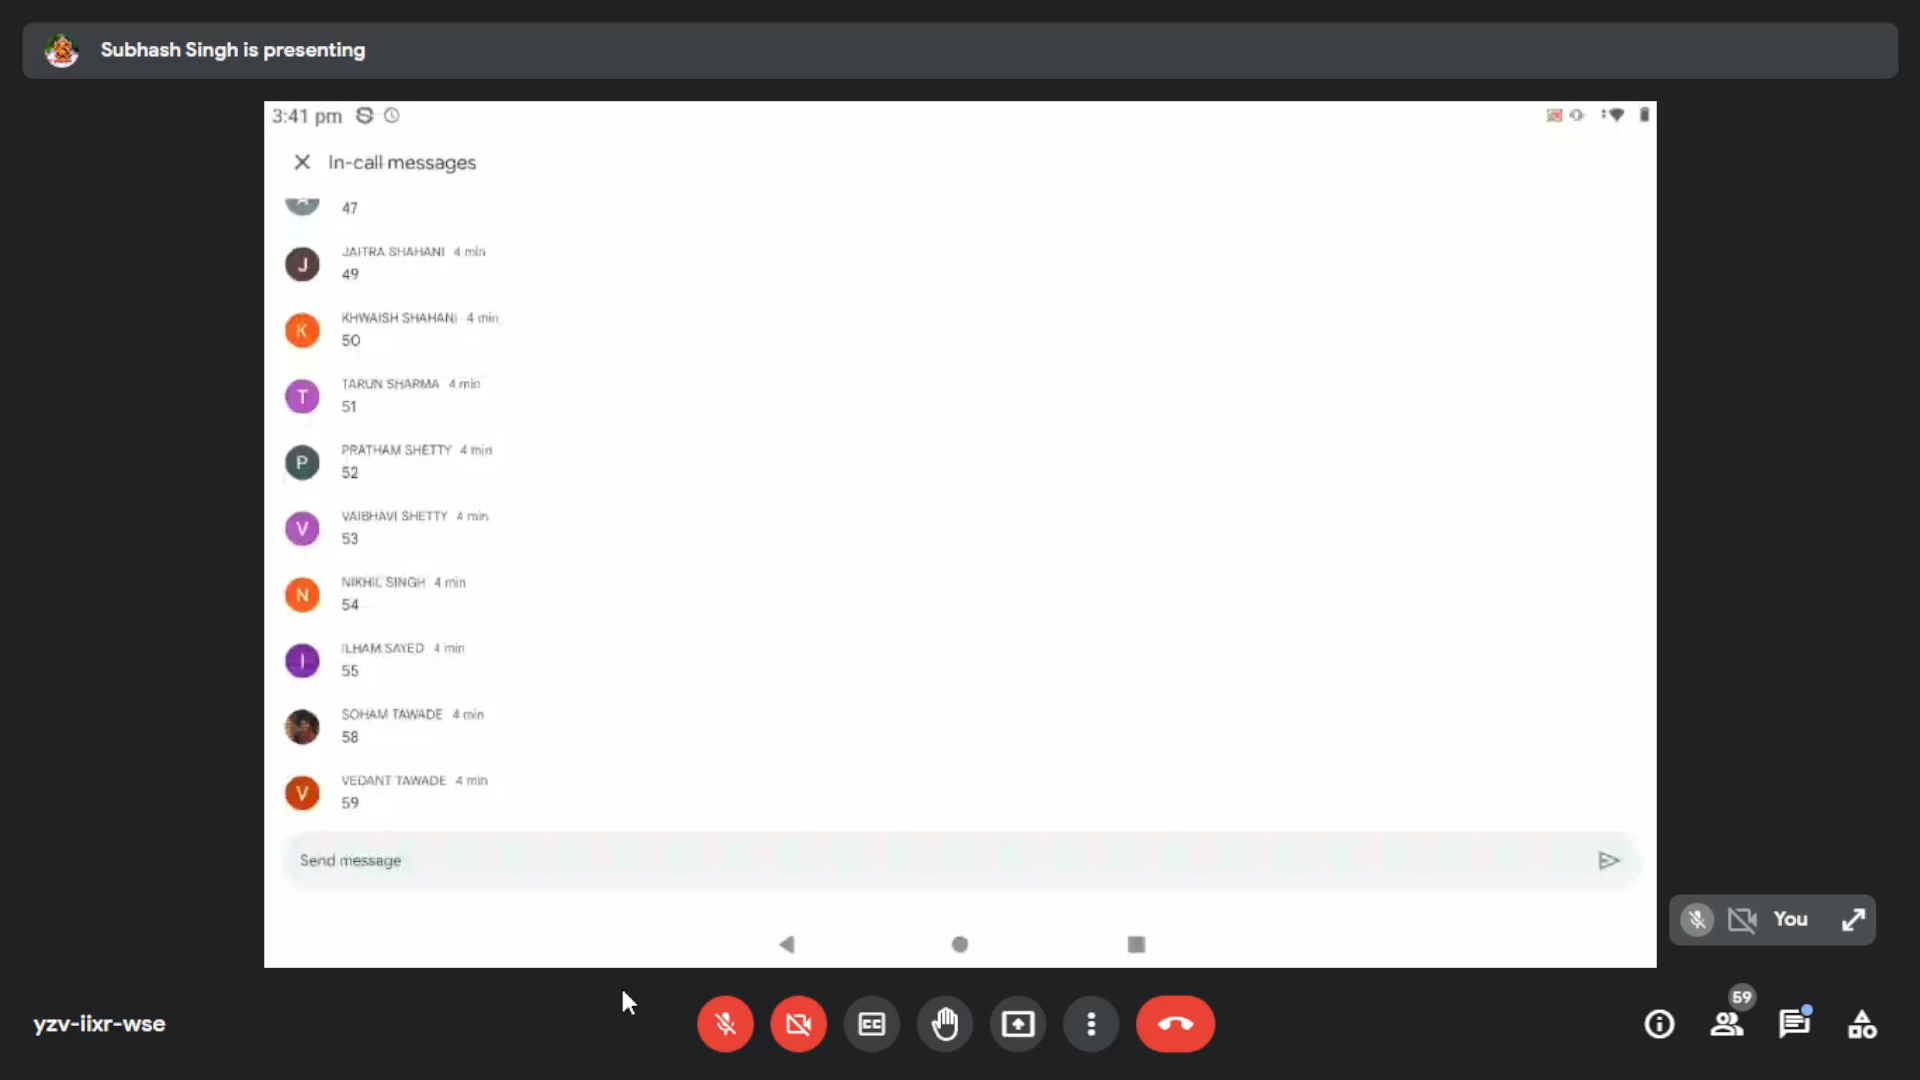 Subhash Singh is presenting
3:41 pm
In-call messages
47
J
JAITRA SHAHANI 4 min
49
K
KHWAISH SHAHANI 4 min
50
T
TARUN SHARMA 4 min
51
P
PRATHAM SHETTY 4 min
52
V
VAIBHAVI SHETTY 4 min
53
N
NIKHIL SINGH 4 min
54
I
ILHAM SAYED 4 min
55
SOHAM TAWADE 4 min
58
V
VEDANT TAWADE 4 min
59
Send message
You
yzv-iixr-wse
CC
59